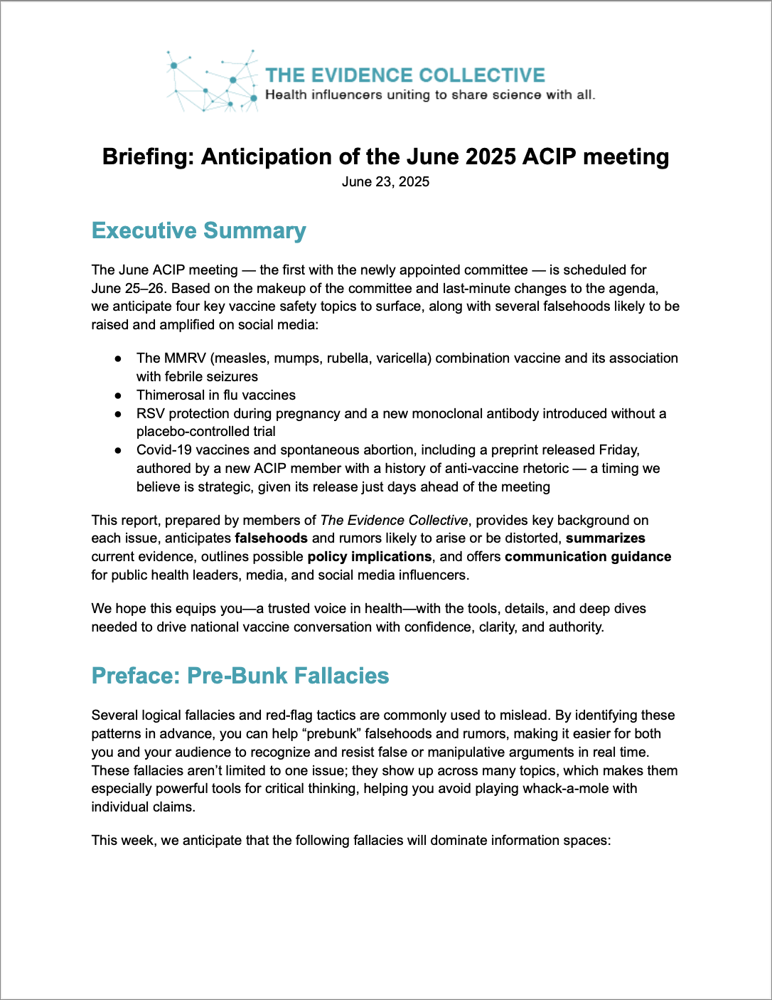 THE EVIDENCE COLLECTIVE
Health influencers uniting to share science with all.
Briefing: Anticipation of the June 2025 ACIP meeting
June 23, 2025
Executive Summary
The June ACIP meeting — the first with the newly appointed committee — is scheduled for
June 25–26. Based on the makeup of the committee and last-minute changes to the agenda,
we anticipate four key vaccine safety topics to surface, along with several falsehoods likely to be
raised and amplified on social media:
● The MMRV (measles, mumps, rubella, varicella) combination vaccine and its association
with febrile seizures
● Thimerosal in flu vaccines
● RSV protection during pregnancy and a new monoclonal antibody introduced without a
placebo-controlled trial
● Covid-19 vaccines and spontaneous abortion, including a preprint released Friday,
authored by a new ACIP member with a history of anti-vaccine rhetoric — a timing we
believe is strategic, given its release just days ahead of the meeting
This report, prepared by members of The Evidence Collective, provides key background on
each issue, anticipates falsehoods and rumors likely to arise or be distorted, summarizes
current evidence, outlines possible policy implications, and offers communication guidance
for public health leaders, media, and social media influencers.
We hope this equips you—a trusted voice in health—with the tools, details, and deep dives
needed to drive national vaccine conversation with confidence, clarity, and authority.
Preface: Pre-Bunk Fallacies
Several logical fallacies and red-flag tactics are commonly used to mislead. By identifying these
patterns in advance, you can help “prebunk” falsehoods and rumors, making it easier for both
you and your audience to recognize and resist false or manipulative arguments in real time.
These fallacies aren’t limited to one issue; they show up across many topics, which makes them
especially powerful tools for critical thinking, helping you avoid playing whack-a-mole with
individual claims.
This week, we anticipate that the following fallacies will dominate information spaces: